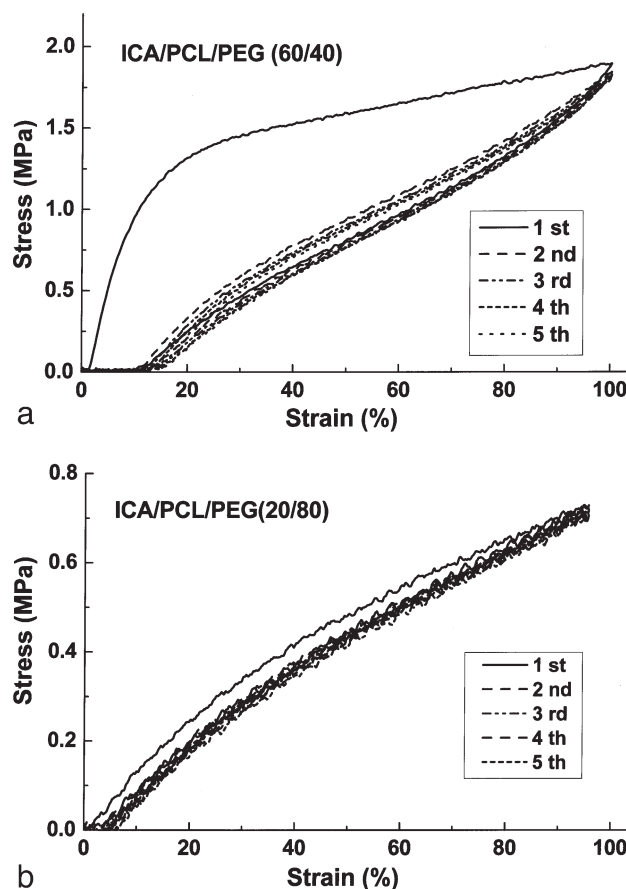 ICA/PCL/PEG (60/40)
2.0
1.5
1.0
0.5
0.0
Stress (MPa)
1 st
2 nd
3 rd
4 th
5 th
0 20 40 60 80 100
Strain (%)
a
ICA/PCL/PEG(20/80)
0.8
0.6
0.4
0.2
0.0
Stress (MPa)
1 st
2 nd
3 rd
4 th
5 th
0 20 40 60 80 100
Strain (%)
b